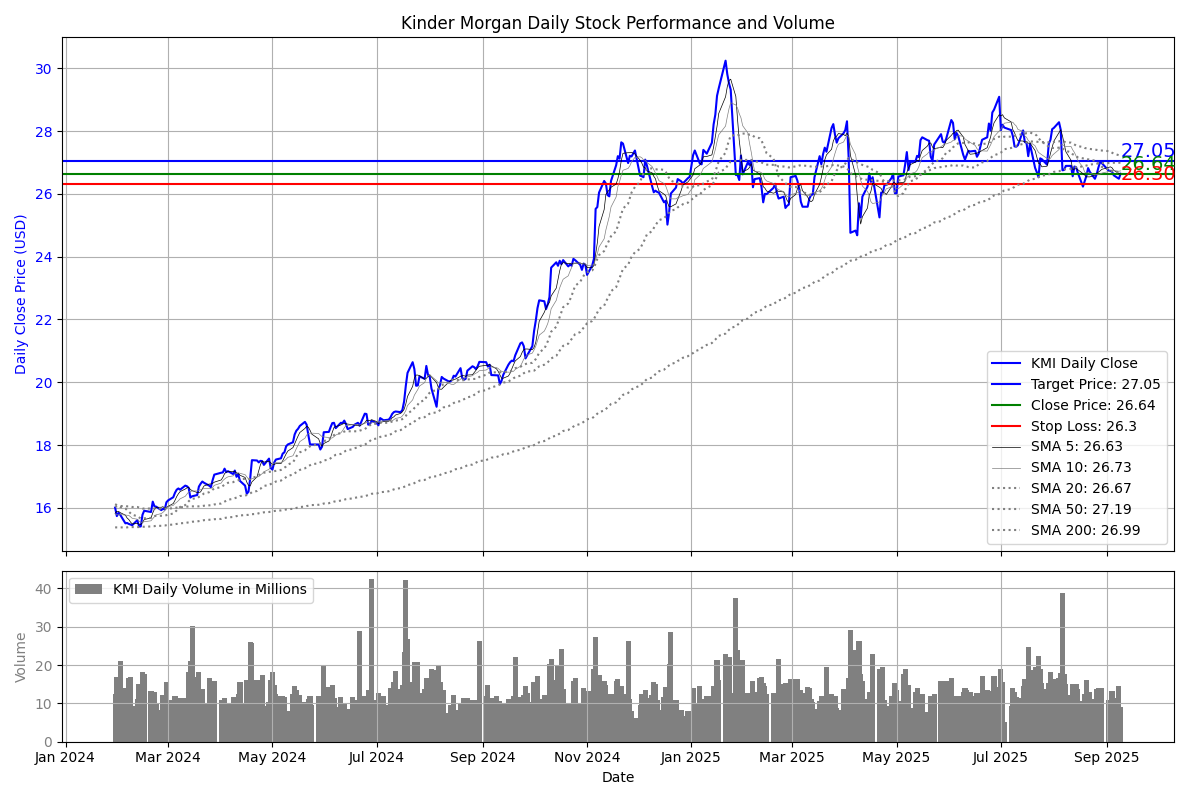 Kinder Morgan Daily Stock Performance and Volume
Daily Close Price (USD)
30
28
26
24
22
20
18
16
27.05
26.64
26.30
KMI Daily Close
Target Price: 27.05
Close Price: 26.64
Stop Loss: 26.3
SMA 5: 26.63
SMA 10: 26.73
SMA 20: 26.67
SMA 50: 27.19
SMA 200: 26.99
Volume
40
30
20
10
0
KMI Daily Volume in Millions
Jan 2024 Mar 2024 May 2024 Jul 2024 Sep 2024 Nov 2024 Jan 2025 Mar 2025 May 2025 Jul 2025 Sep 2025
Date